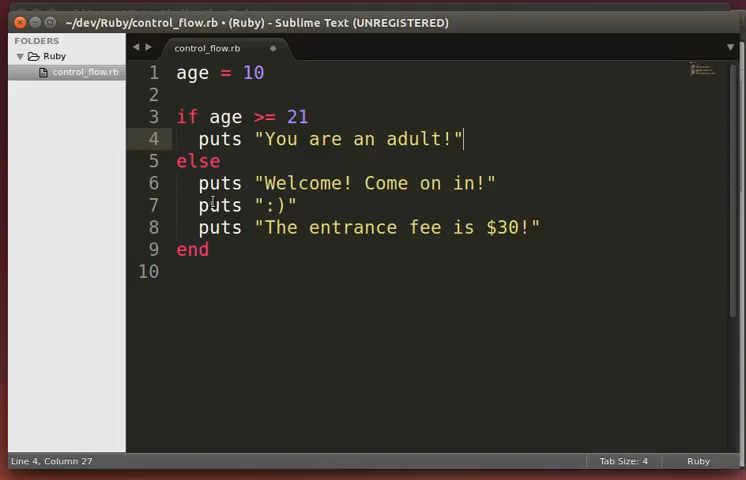 ~/dev/Ruby/control_flow.rb • (Ruby) - Sublime Text (UNREGISTERED)
FOLDERS
Ruby
control_flow.rb
control_flow.rb
1 age = 10
2
3 if age >= 21
4 puts "You are an adult!"
5 else
6 puts "Welcome! Come on in!"
7 puts ":)"
8 puts "The entrance fee is $30!"
9 end
10
Line 4, Column 27
Tab Size: 4
Ruby